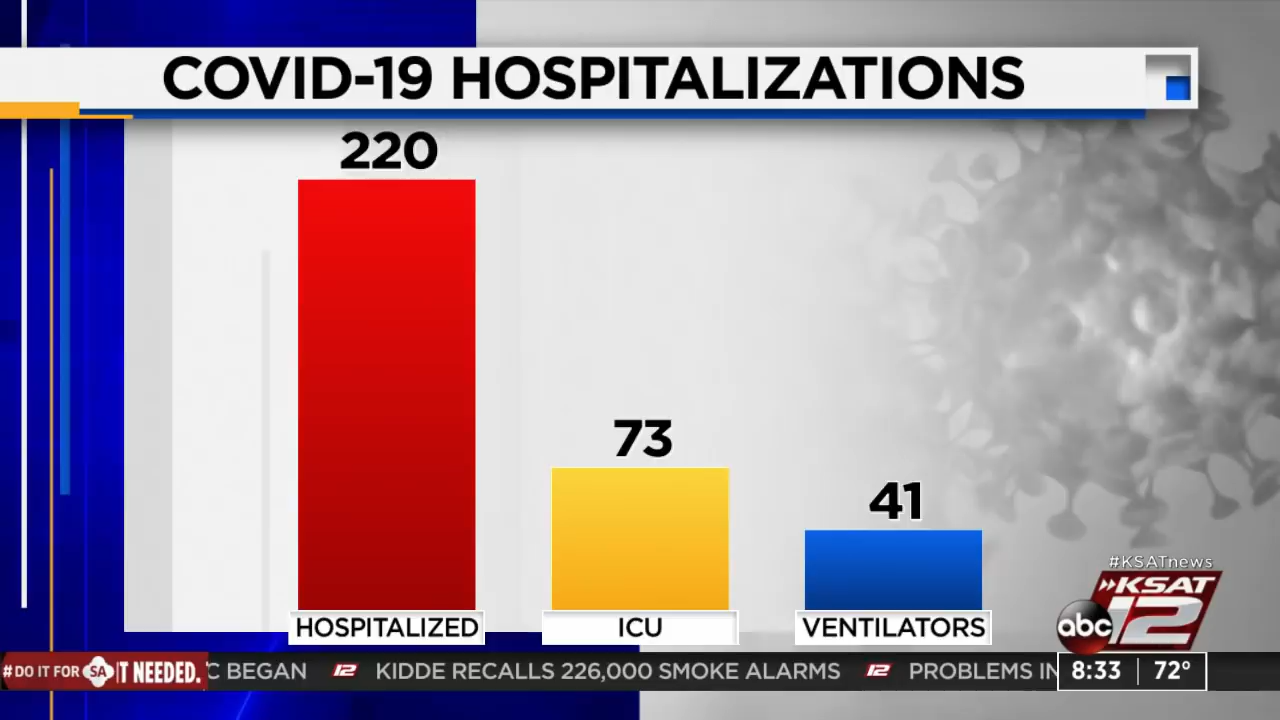 COVID-19 HOSPITALIZATIONS
220
73
41
HOSPITALIZED
ICU
VENTILATORS
#KSATnews
KSAT
abc 12
#DO IT FOR SA IT NEEDED. C BEGAN 12 KIDDE RECALLS 226,000 SMOKE ALARMS 12 PROBLEMS IN 8:33 72°